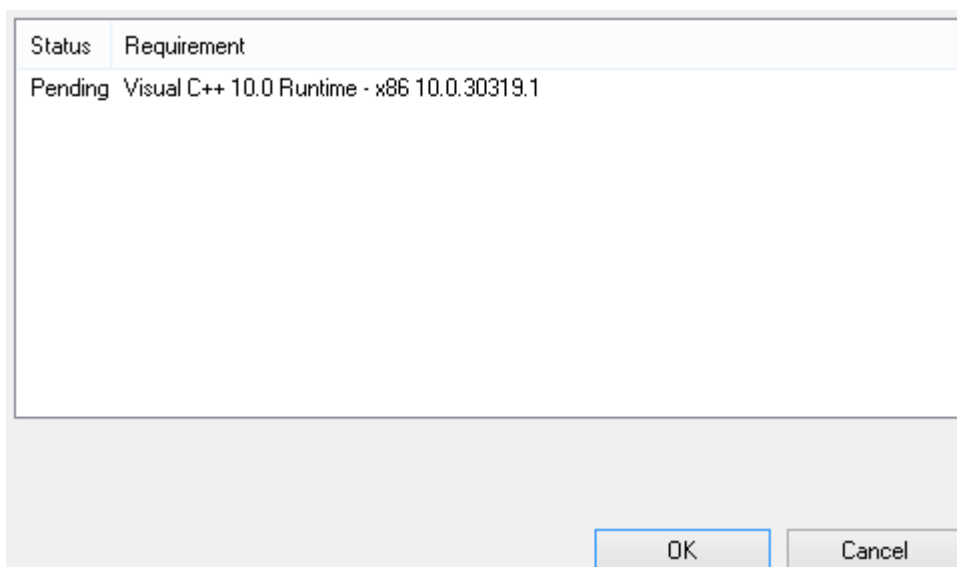 Status Requirement
Pending Visual C++ 10.0 Runtime - x86 10.0.30319.1
OK Cancel